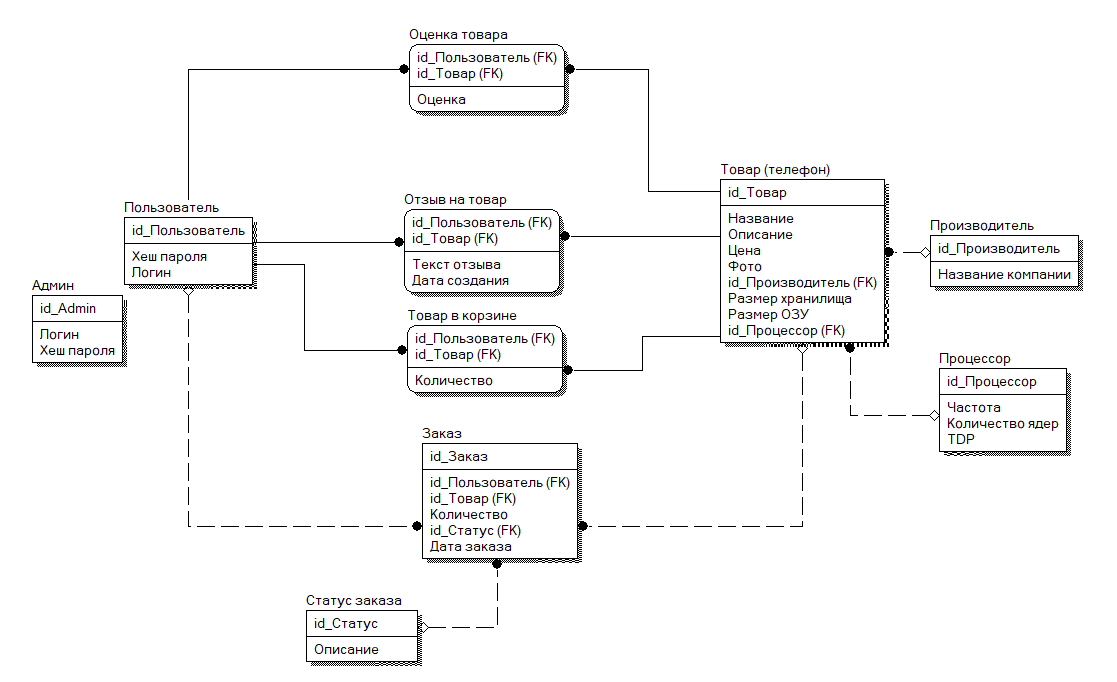 Оценка товара
id_Пользователь (FK)
id_Товар (FK)
Оценка
Товар (телефон)
id_Товар
Название
Описание
Цена
Фото
id_Производитель (FK)
Размер хранилища
Размер ОЗУ
id_Процессор (FK)
Пользователь
id_Пользователь
Хеш пароля
Логин
Отзыв на товар
id_Пользователь (FK)
id_Товар (FK)
Текст отзыва
Дата создания
Производитель
id_Производитель
Название компании
Админ
id_Admin
Логин
Хеш пароля
Товар в корзине
id_Пользователь (FK)
id_Товар (FK)
Количество
Процессор
id_Процессор
Частота
Количество ядер
TDP
Заказ
id_Заказ
id_Пользователь (FK)
id_Товар (FK)
Количество
id_Статус (FK)
Дата заказа
Статус заказа
id_Статус
Описание